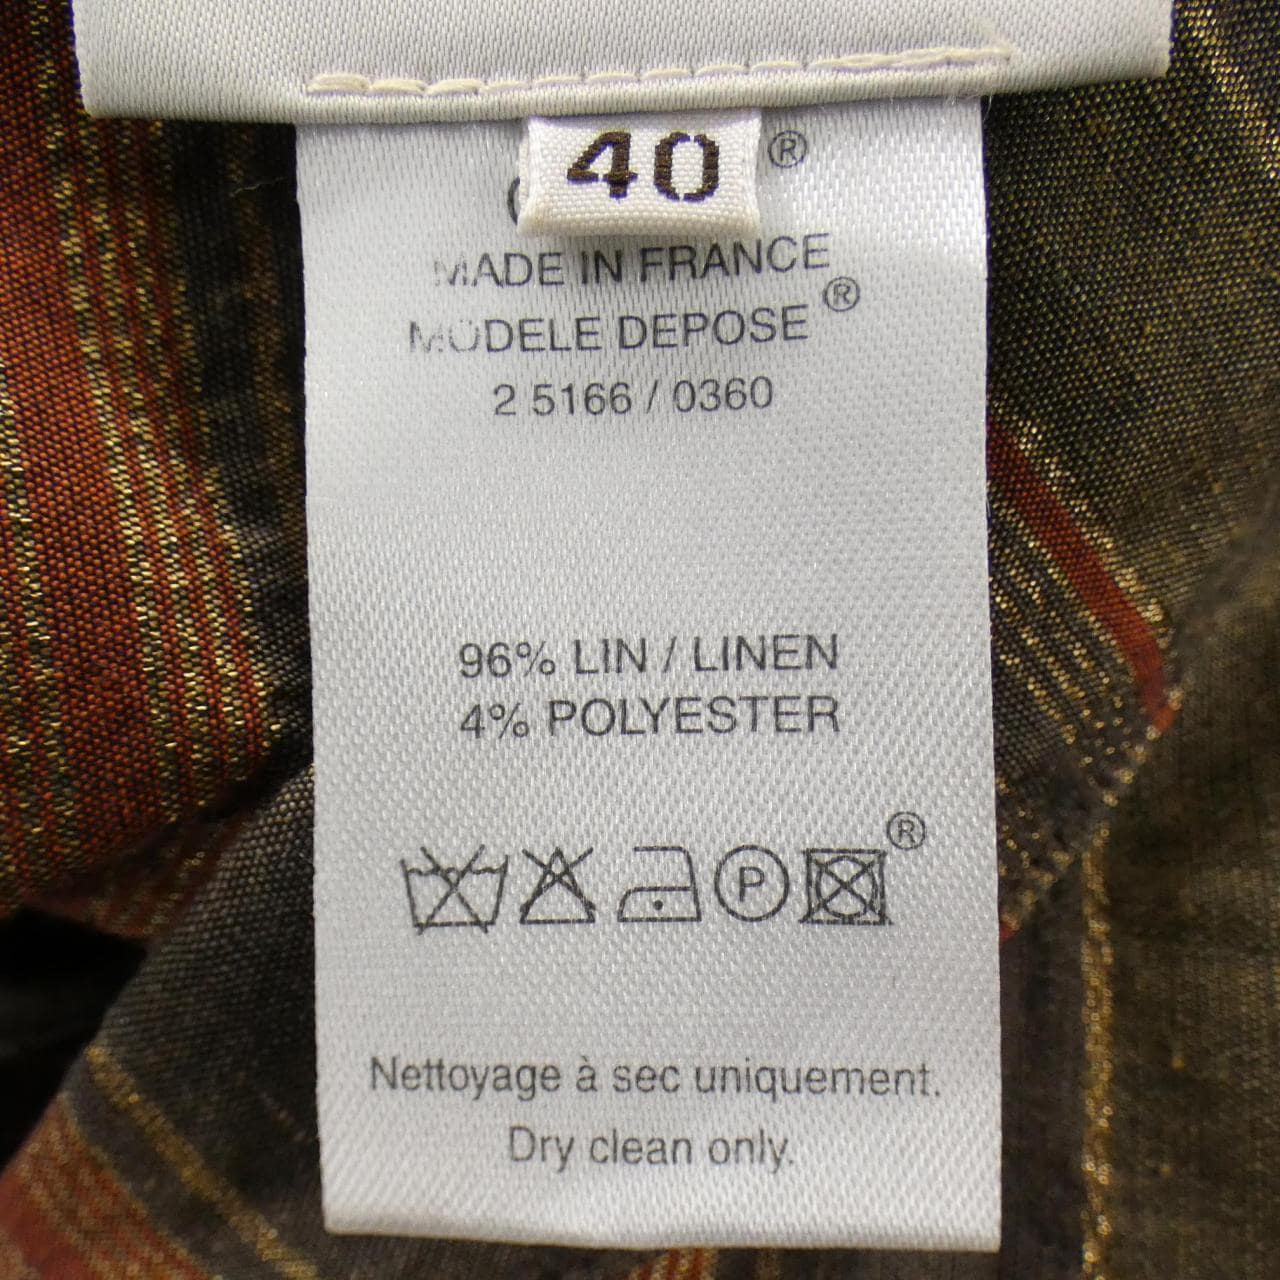 40 ®
MADE IN FRANCE
MODELE DEPOSE ®
2 5166 / 0360
96% LIN / LINEN
4% POLYESTER
®
P
Nettoyage à sec uniquement.
Dry clean only.